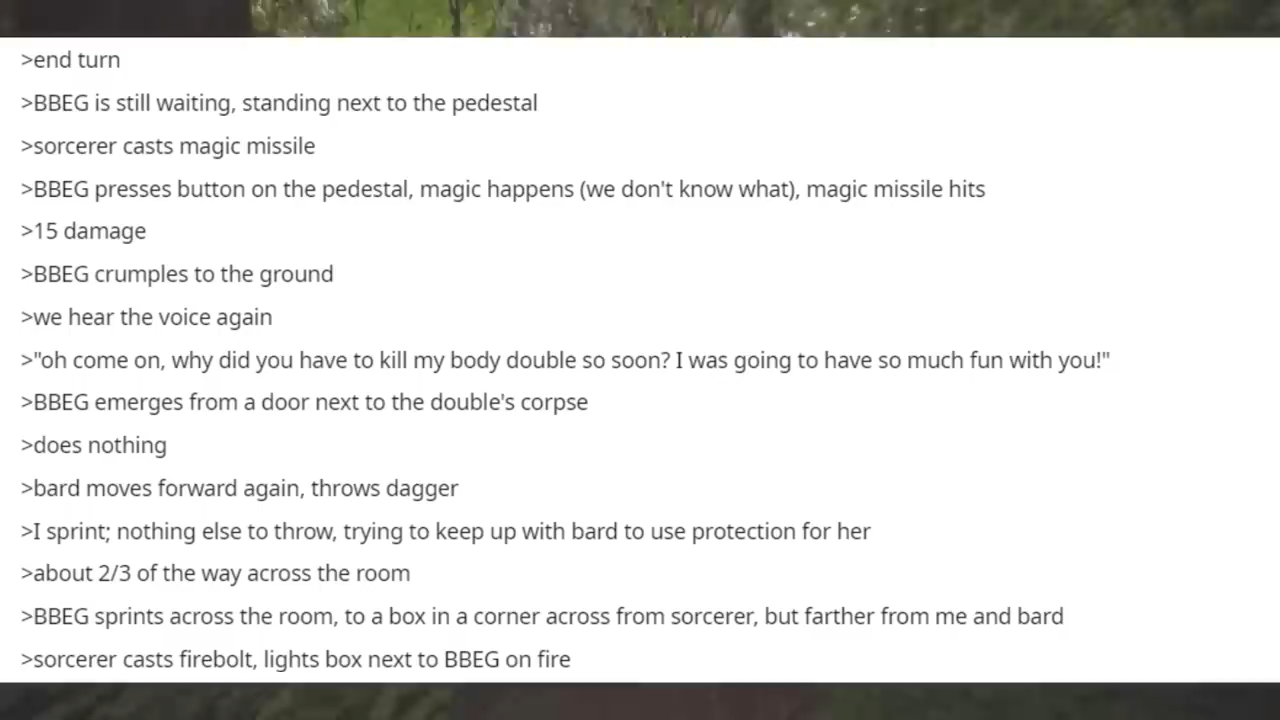 >end turn
>BBEG is still waiting, standing next to the pedestal
>sorcerer casts magic missile
>BBEG presses button on the pedestal, magic happens (we don't know what), magic missile hits
>15 damage
>BBEG crumples to the ground
>we hear the voice again
>"oh come on, why did you have to kill my body double so soon? I was going to have so much fun with you!"
>BBEG emerges from a door next to the double's corpse
>does nothing
>bard moves forward again, throws dagger
>I sprint; nothing else to throw, trying to keep up with bard to use protection for her
>about 2/3 of the way across the room
>BBEG sprints across the room, to a box in a corner across from sorcerer, but farther from me and bard
>sorcerer casts firebolt, lights box next to BBEG on fire